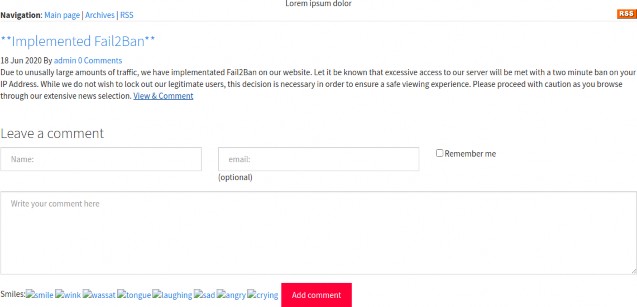 Lorem ipsum dolor
Navigation: Main page | Archives | RSS
RSS
**Implemented Fail2Ban**
18 Jun 2020 By admin 0 Comments
Due to unusually large amounts of traffic, we have implementated Fail2Ban on our website. Let it be known that excessive access to our server will be met with a two minute ban on your
IP Address. While we do not wish to lock out our legitimate users, this decision is necessary in order to ensure a safe viewing experience. Please proceed with caution as you browse
through our extensive news selection. View & Comment
Leave a comment
Name:
email:
Remember me
(optional)
Write your comment here
Smiles: smile wink wassat tongue laughing sad angry crying
Add comment